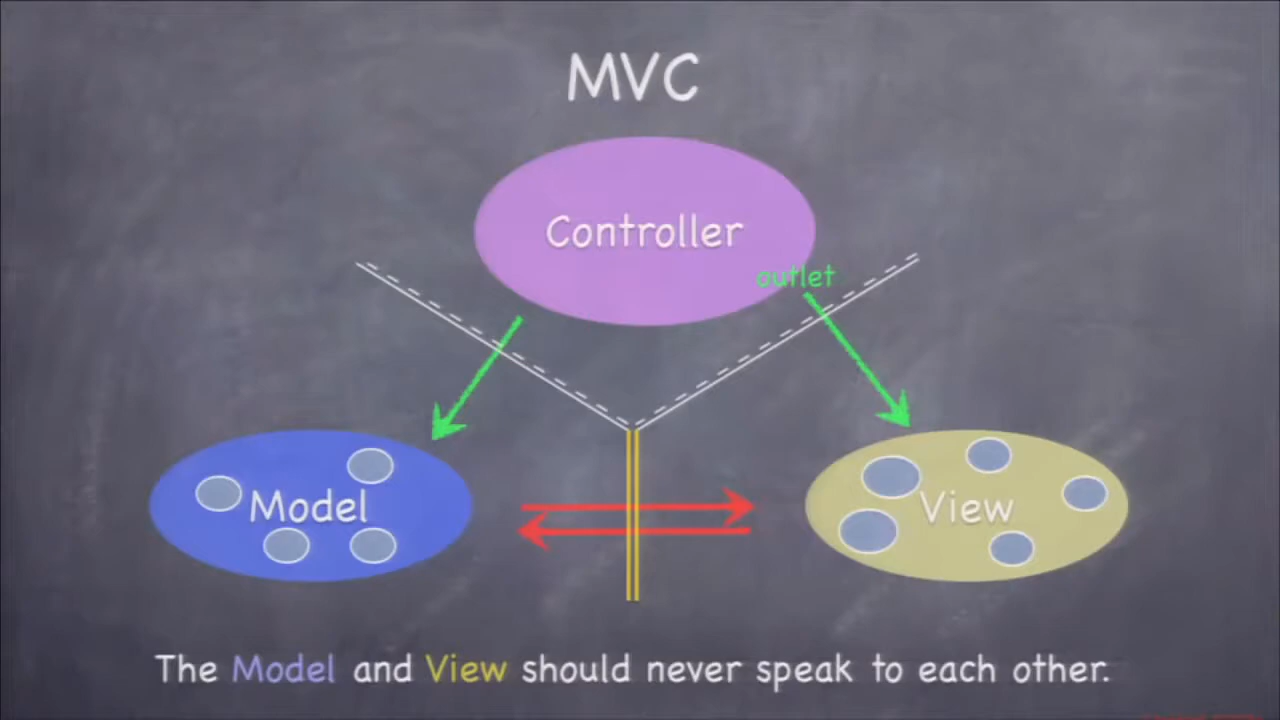 MVC
Controller
outlet
Model
View
The Model and View should never speak to each other.